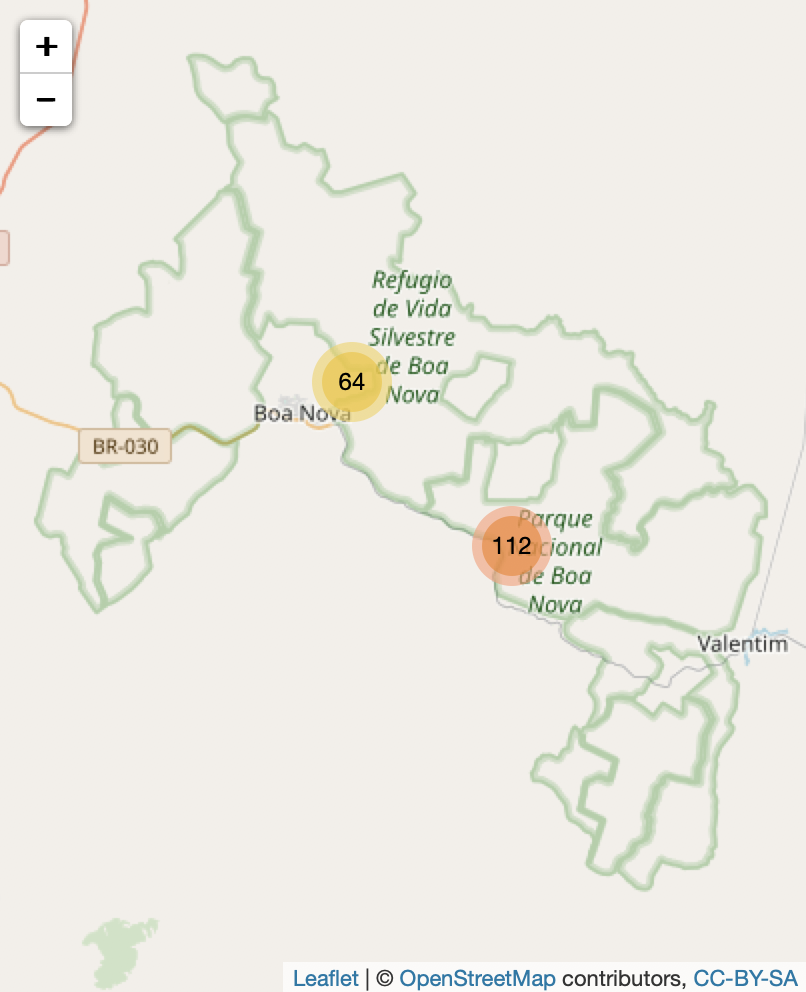 +
−
Refugio
de Vida
Silvestre
de Boa
Nova
64
Boa Nova
BR-030
Parque
112
cional
de Boa
Nova
Valentim
Leaflet | © OpenStreetMap contributors, CC-BY-SA